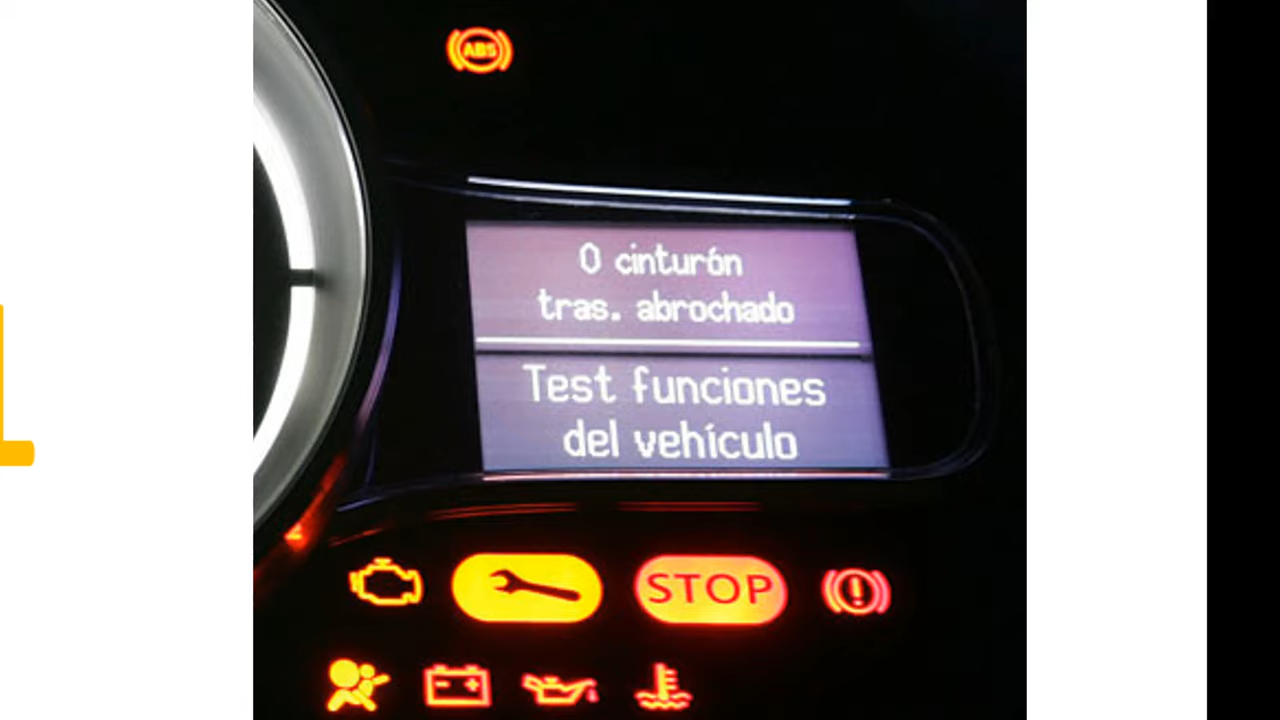 ABS
0 cinturón
tras. abrochado
Test funciones
del vehículo
STOP